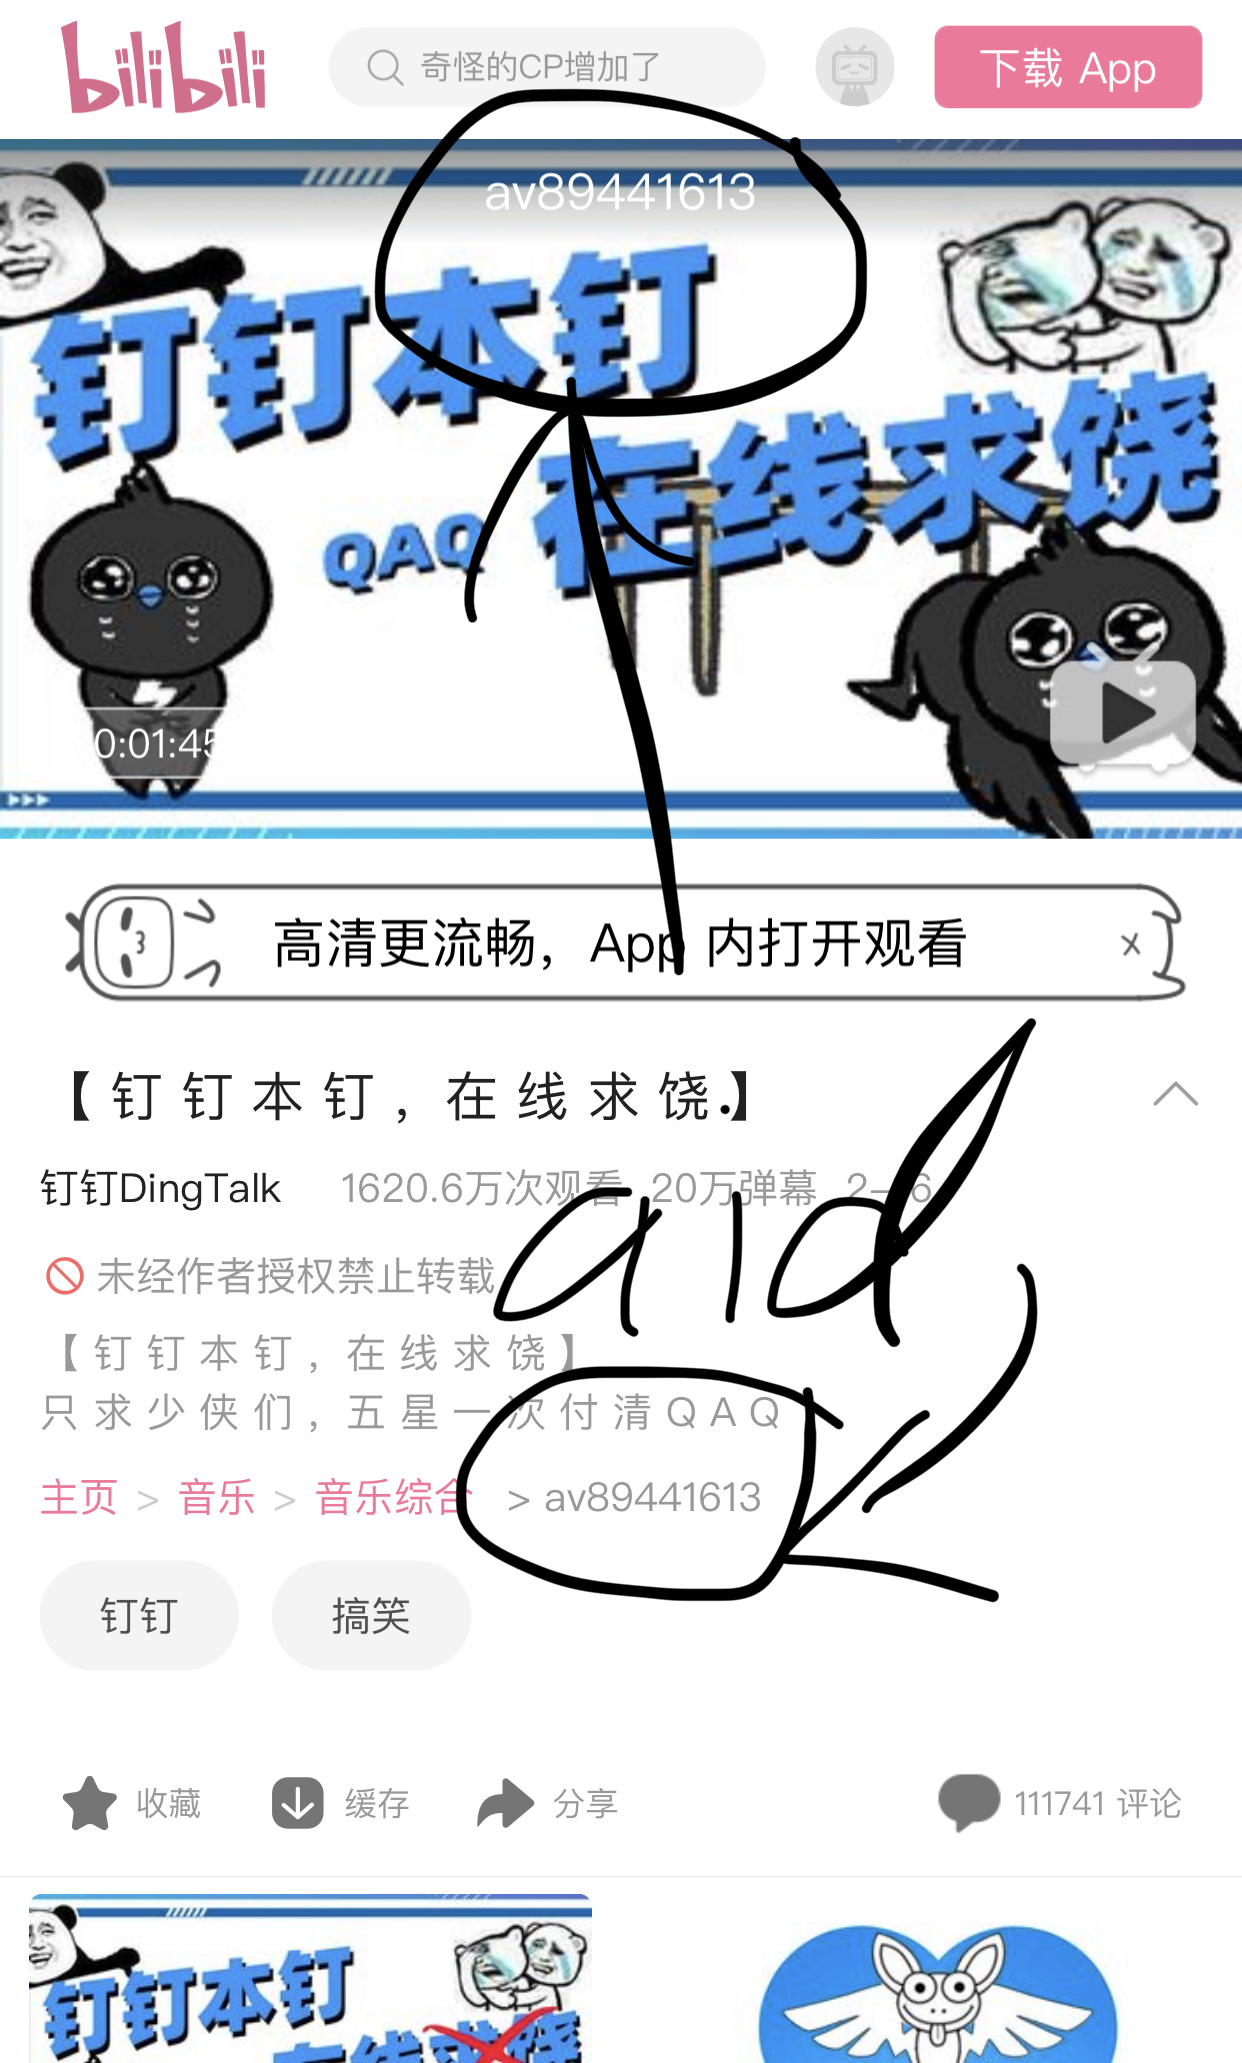 bilibili
奇怪的CP增加了
下载 App
av89441613
钉钉本钉
在线求饶
QAQ
0:01:45
高清更流畅，App 内打开观看
【 钉 钉 本 钉 ， 在 线 求 饶.】
钉钉DingTalk 1620.6万次观看 20万弹幕
aid
未经作者授权禁止转载
【 钉 钉 本 钉 ，在 线 求 饶 】
只 求 少 侠 们 ，五 星 一 次 付 清 Q A Q
主页 > 音乐 > 音乐综合 > av89441613
钉钉 搞笑
收藏 缓存 分享 111741 评论
钉钉本钉
在线求饶